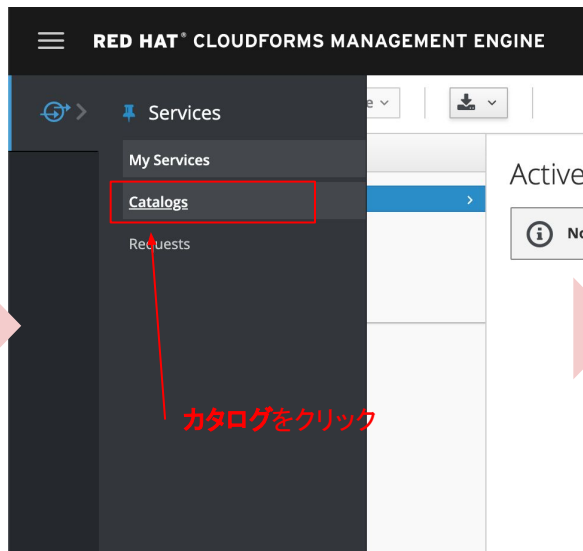 RED HAT® CLOUDFORMS MANAGEMENT ENGINE
Services
My Services
Active
Catalogs
Requests
カタログをクリック